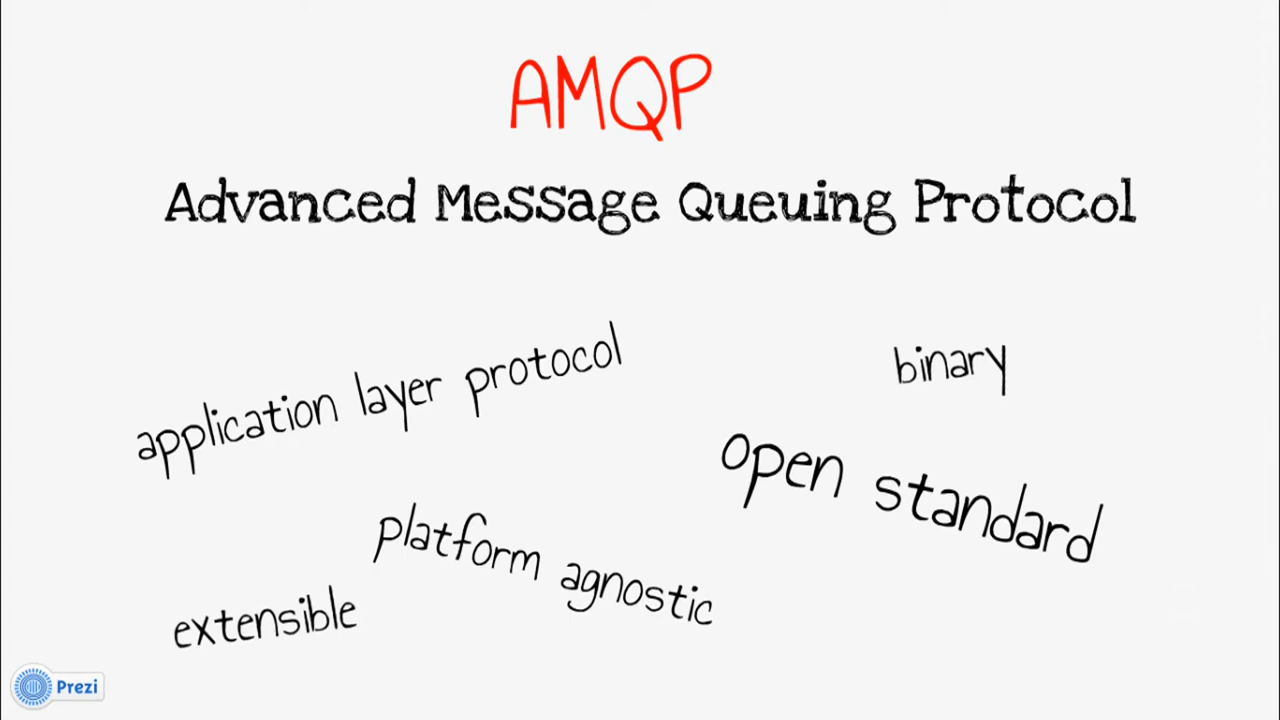 AMQP
Advanced Message Queuing Protocol
application layer protocol
binary
open standard
platform agnostic
extensible
Prezi